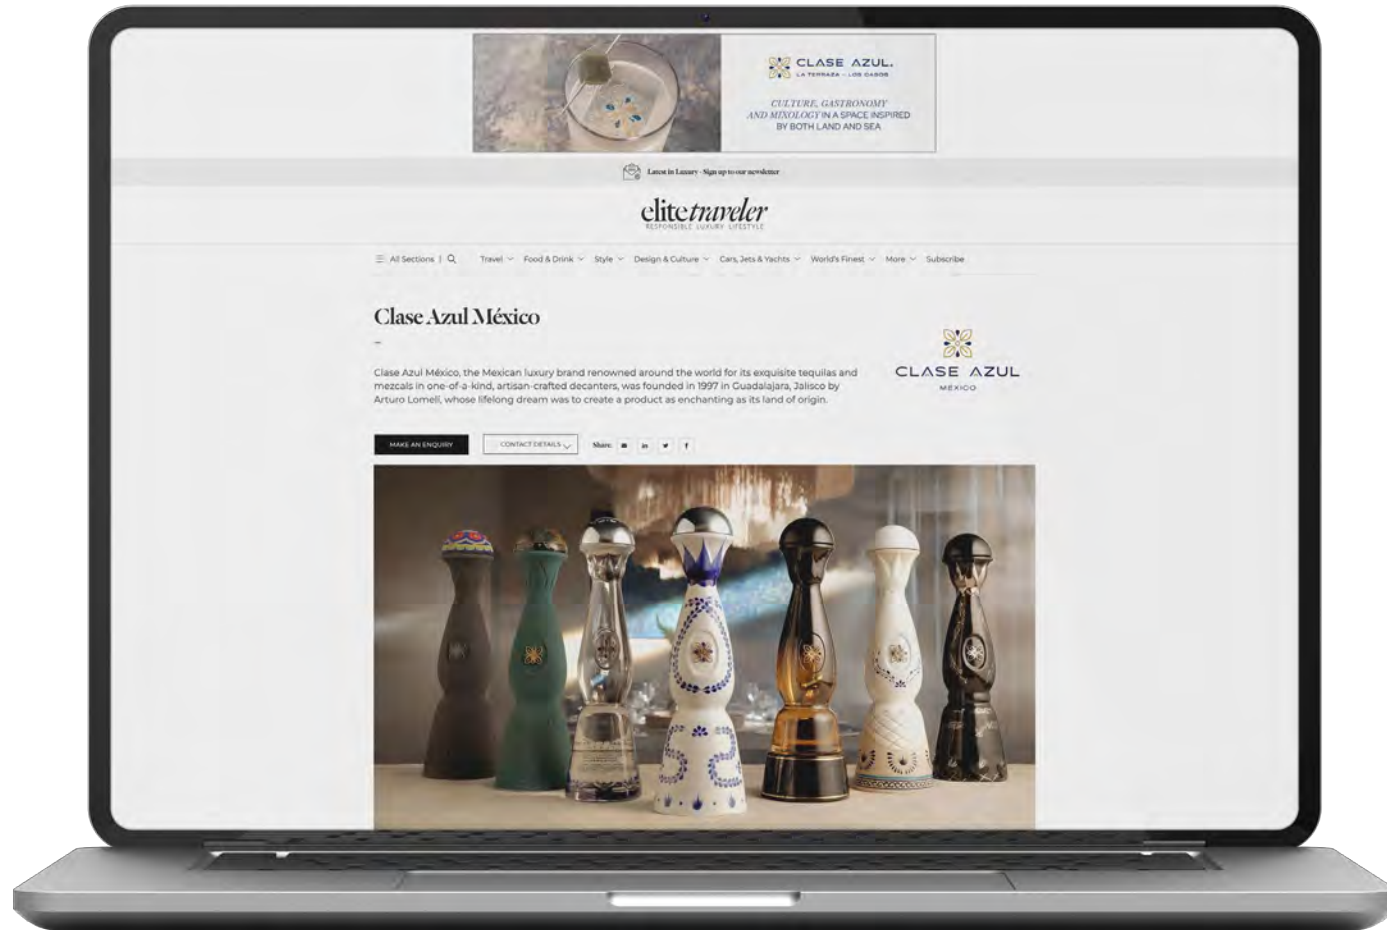 CLASE AZUL.
LA TERRAZA - LOS CABOS
CULTURE, GASTRONOMY
AND MIXOLOGY IN A SPACE INSPIRED
BY BOTH LAND AND SEA
Latest in Luxury - Sign up to our newsletter
elitetraveler
RESPONSIBLE LUXURY LIFESTYLE
All Sections | Travel Food & Drink Style Design & Culture Cars, Jets & Yachts World's Finest More Subscribe
Clase Azul México
Clase Azul México, the Mexican luxury brand renowned around the world for its exquisite tequilas and
mezcals in one-of-a-kind, artisan-crafted decanters, was founded in 1997 in Guadalajara, Jalisco by
Arturo Lomelí, whose lifelong dream was to create a product as enchanting as its land of origin.
CLASE AZUL
MÉXICO
MAKE AN ENQUIRY CONTACT DETAILS Share: in f